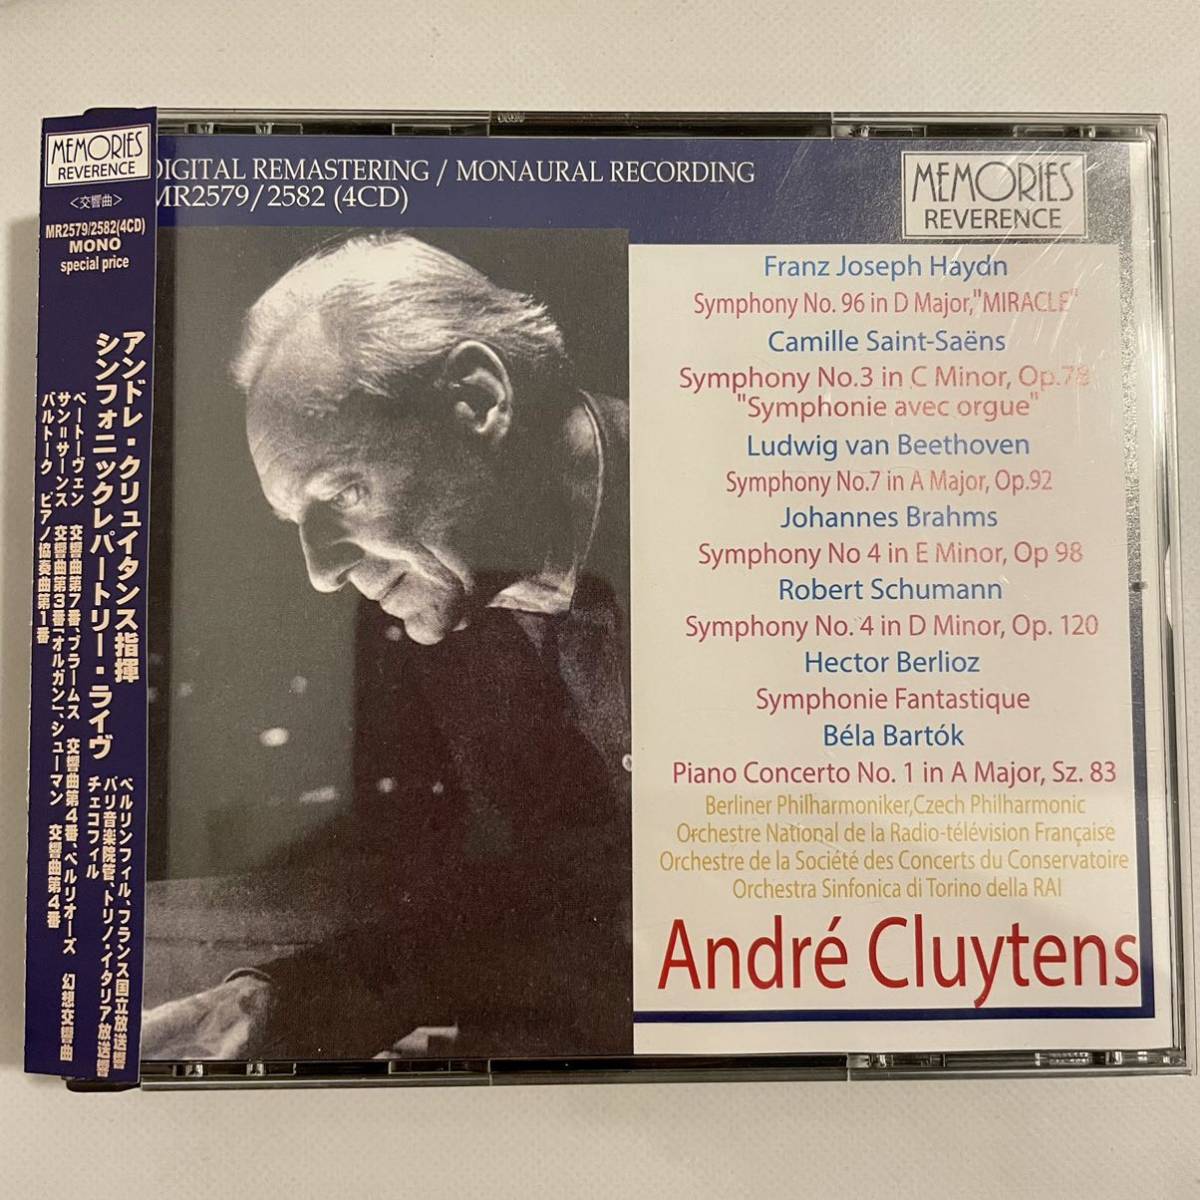 MEMORIES
REVERENCE
<交響曲>
MR2579/2582(4CD)
MONO
special price
アンドレ・クリュイタンス指揮
シンフォニックレパートリー・ライヴ
ベートーヴェン 交響曲第7番、ブラームス 交響曲第4番、ベルリオーズ 幻想交響曲
サン=サーンス 交響曲第3番「オルガン」、シューマン 交響曲第4番
バルトーク ピアノ協奏曲第1番
ベルリンフィル、フランス国立放送響
パリ音楽院管、トリノ・イタリア放送響
チェコフィル
DIGITAL REMASTERING / MONAURAL RECORDING
MR2579/2582 (4CD)
MEMORIES
REVERENCE
Franz Joseph Haydn
Symphony No. 96 in D Major,"MIRACLE"
Camille Saint-Saëns
Symphony No.3 in C Minor, Op.78
"Symphonie avec orgue"
Ludwig van Beethoven
Symphony No.7 in A Major, Op.92
Johannes Brahms
Symphony No 4 in E Minor, Op 98
Robert Schumann
Symphony No. 4 in D Minor, Op. 120
Hector Berlioz
Symphonie Fantastique
Béla Bartók
Piano Concerto No. 1 in A Major, Sz. 83
Berliner Philharmoniker,Czech Philharmonic
Orchestre National de la Radio-télévision Française
Orchestre de la Société des Concerts du Conservatoire
Orchestra Sinfonica di Torino della RAI
André Cluytens